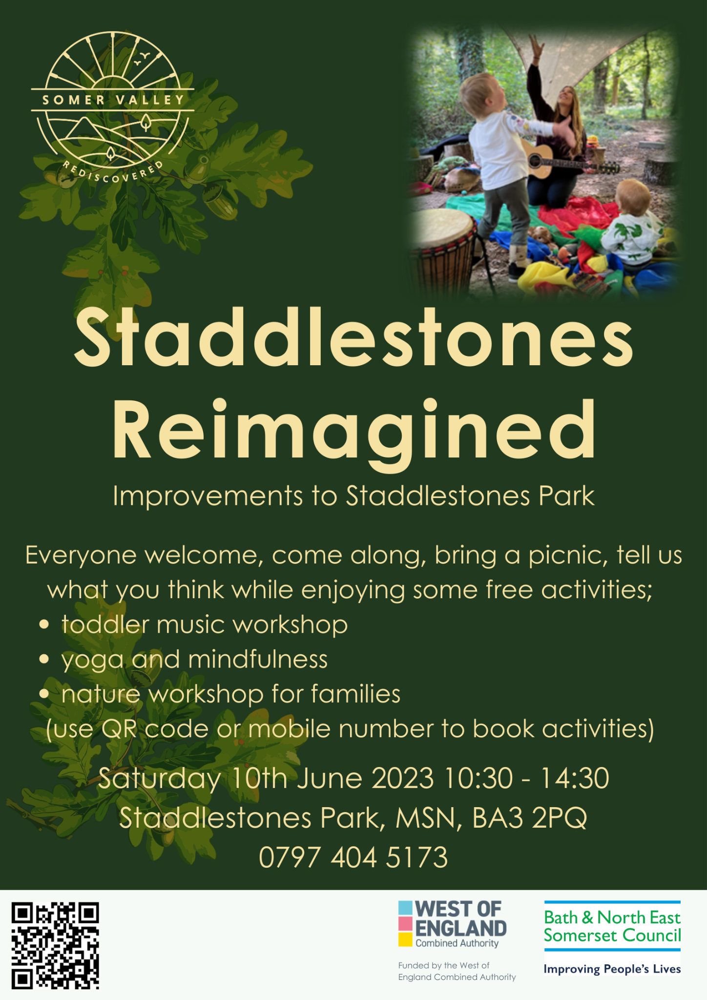 SOMER VALLEY
REDISCOVERED
Staddlestones
Reimagined
Improvements to Staddlestones Park
Everyone welcome, come along, bring a picnic, tell us
what you think while enjoying some free activities;
• toddler music workshop
• yoga and mindfulness
• nature workshop for families
(use QR code or mobile number to book activities)
Saturday 10th June 2023 10:30 - 14:30
Staddlestones Park, MSN, BA3 2PQ
0797 404 5173
WEST OF
ENGLAND
Combined Authority
Funded by the West of
England Combined Authority
Bath & North East
Somerset Council
Improving People's Lives